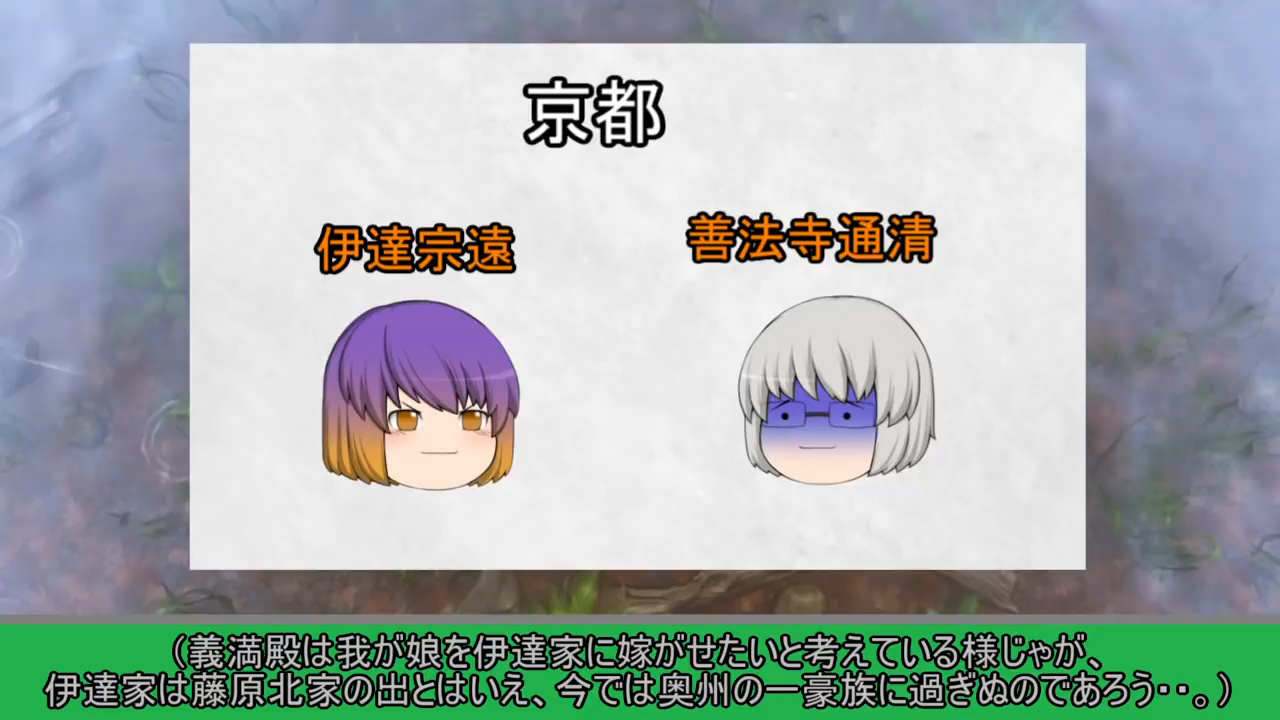 京都
伊達宗遠
善法寺通清
（義満殿は我が娘を伊達家に嫁がせたいと考えている様じゃが、
伊達家は藤原北家の出とはいえ、今では奥州の一豪族に過ぎぬのであろう・・。）